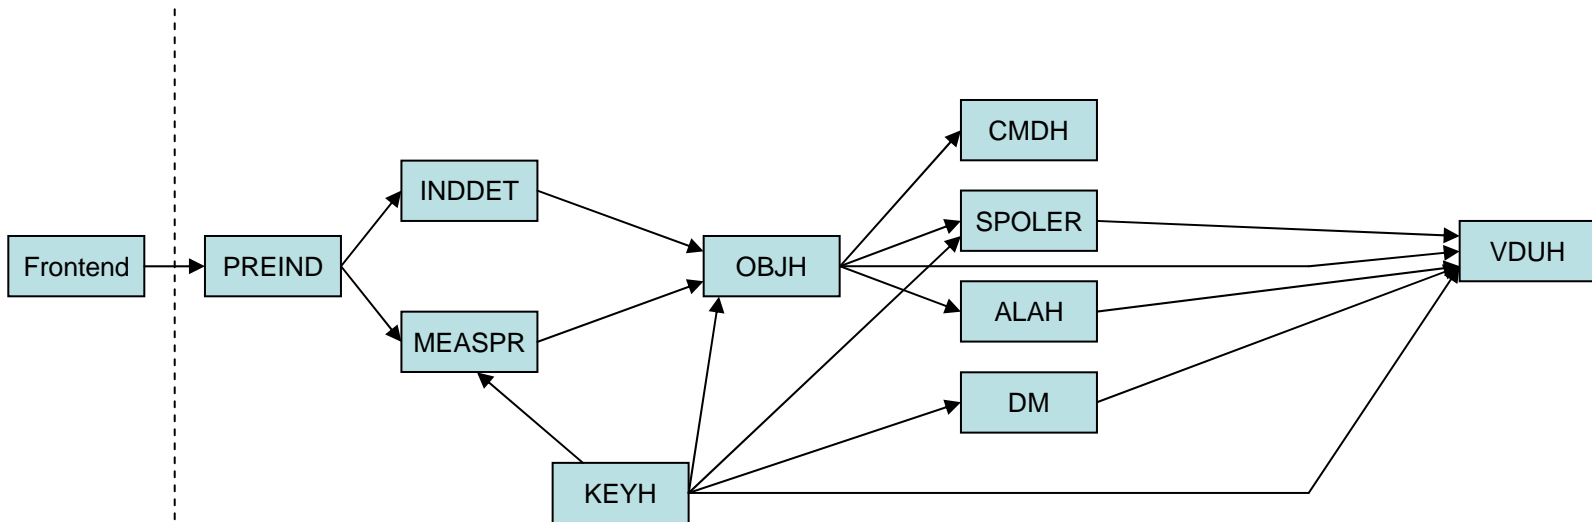 Frontend
PREIND
INDDET
MEASPR
KEYH
OBJH
CMDH
SPOLER
ALAH
DM
VDUH